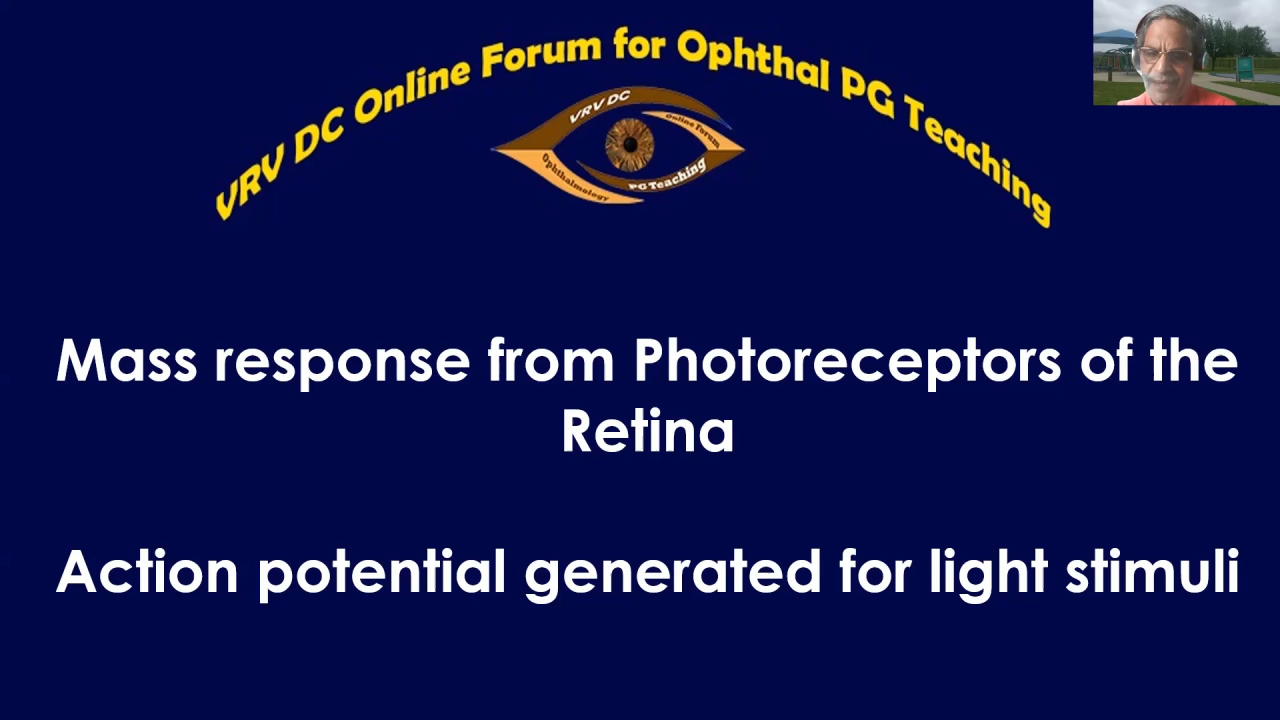 VRV DC Online Forum for Ophthal PG Teaching
VRV DC
Online Forum
Ophthalmology
PG Teaching
Mass response from Photoreceptors of the
Retina
Action potential generated for light stimuli